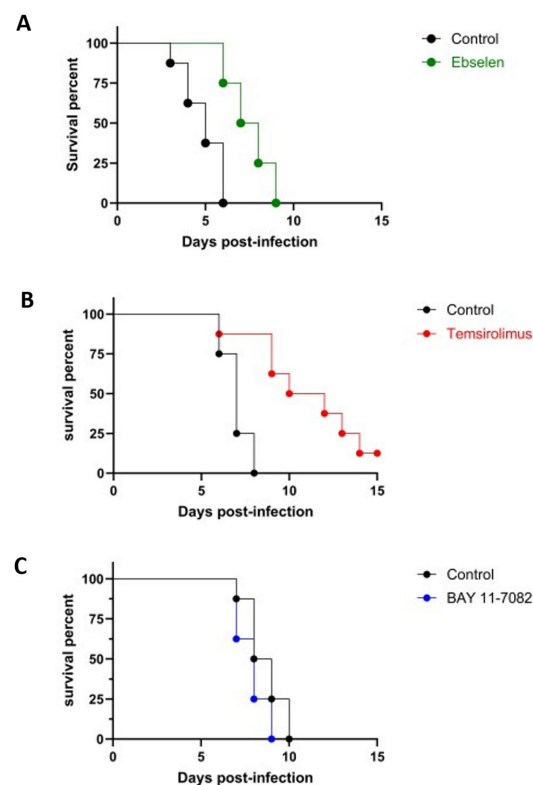 A
Control
Ebselen
Survival percent
100
75
50
25
0
0 5 10 15
Days post-infection
B
Control
Temsirolimus
survival percent
100
75
50
25
0
0 5 10 15
Days post-infection
C
Control
BAY 11-7082
survival percent
100
75
50
25
0
0 5 10 15
Days post-infection